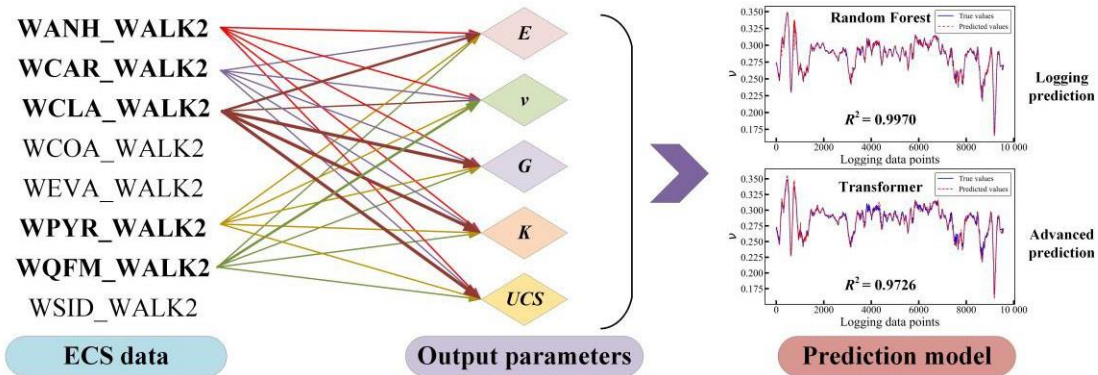 WANH_WALK2
WCAR_WALK2
WCLA_WALK2
WCOA_WALK2
WEVA_WALK2
WPYR_WALK2
WQFM_WALK2
WSID_WALK2
ECS data
E
v
G
K
UCS
Output parameters
Random Forest
True values
Predicted values
0.350
0.325
0.300
0.275
0.250
0.225
0.200
0.175
ν
R² = 0.9970
0
2000
4000
6000
8000
10 000
Logging data points
Logging
prediction
Transformer
True values
Predicted values
0.350
0.325
0.300
0.275
0.250
0.225
0.200
0.175
ν
R² = 0.9726
0
2000
4000
6000
8000
10 000
Logging data points
Advanced
prediction
Prediction model